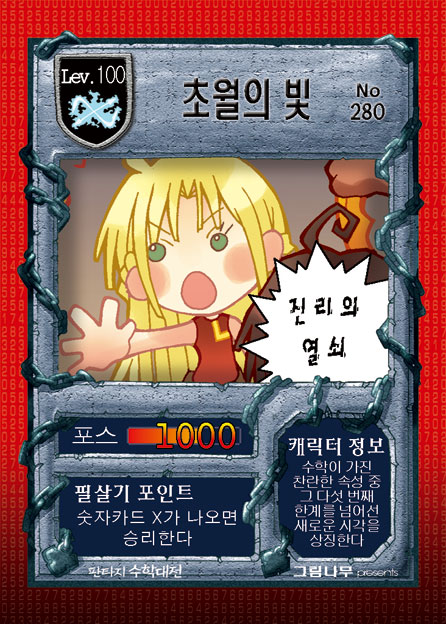 Lev.100
초월의 빛
No
280
진리의
열쇠
포스 1000
필살기 포인트
숫자카드 X가 나오면
승리한다
캐릭터 정보
수학이 가진
찬란한 속성 중
그 다섯 번째
한계를 넘어선
새로운 시각을
상징한다
판타지 수학대전
그림나무 presents